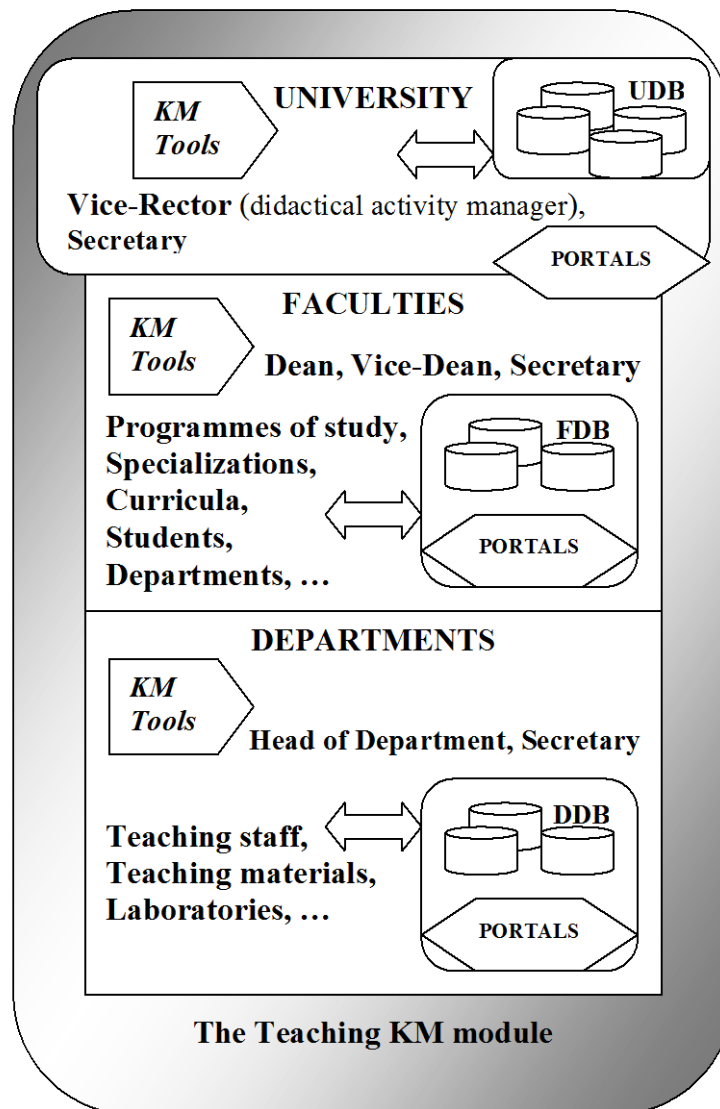 KM
Tools
UNIVERSITY
UDB
Vice-Rector (didactical activity manager),
Secretary
PORTALS
FACULTIES
KM
Tools
Dean, Vice-Dean, Secretary
Programmes of study,
Specializations,
Curricula,
Students,
Departments, …
FDB
PORTALS
DEPARTMENTS
KM
Tools
Head of Department, Secretary
Teaching staff,
Teaching materials,
Laboratories, …
DDB
PORTALS
The Teaching KM module